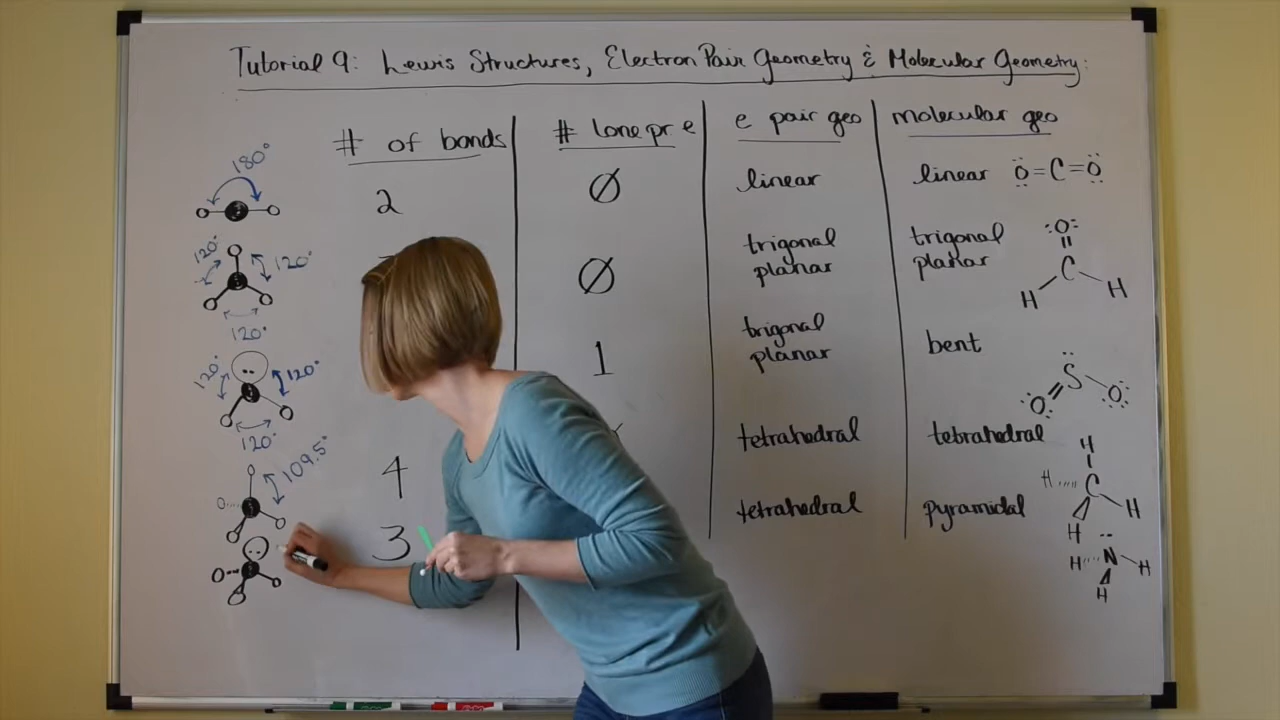 Tutorial 9: Lewis Structures, Electron Pair Geometry & Molecular Geometry:
# of bonds # lone pr e e pair geo molecular geo
180°
2 Ø linear linear Ö=C=Ö
120° 120°
120°
Ø trigonal planar trigonal planar :O: C H H
120° 120°
120°
1 trigonal planar bent O S O
109.5°
4 tetrahedral tetrahedral H H C H H
3 tetrahedral pyramidal H N H H